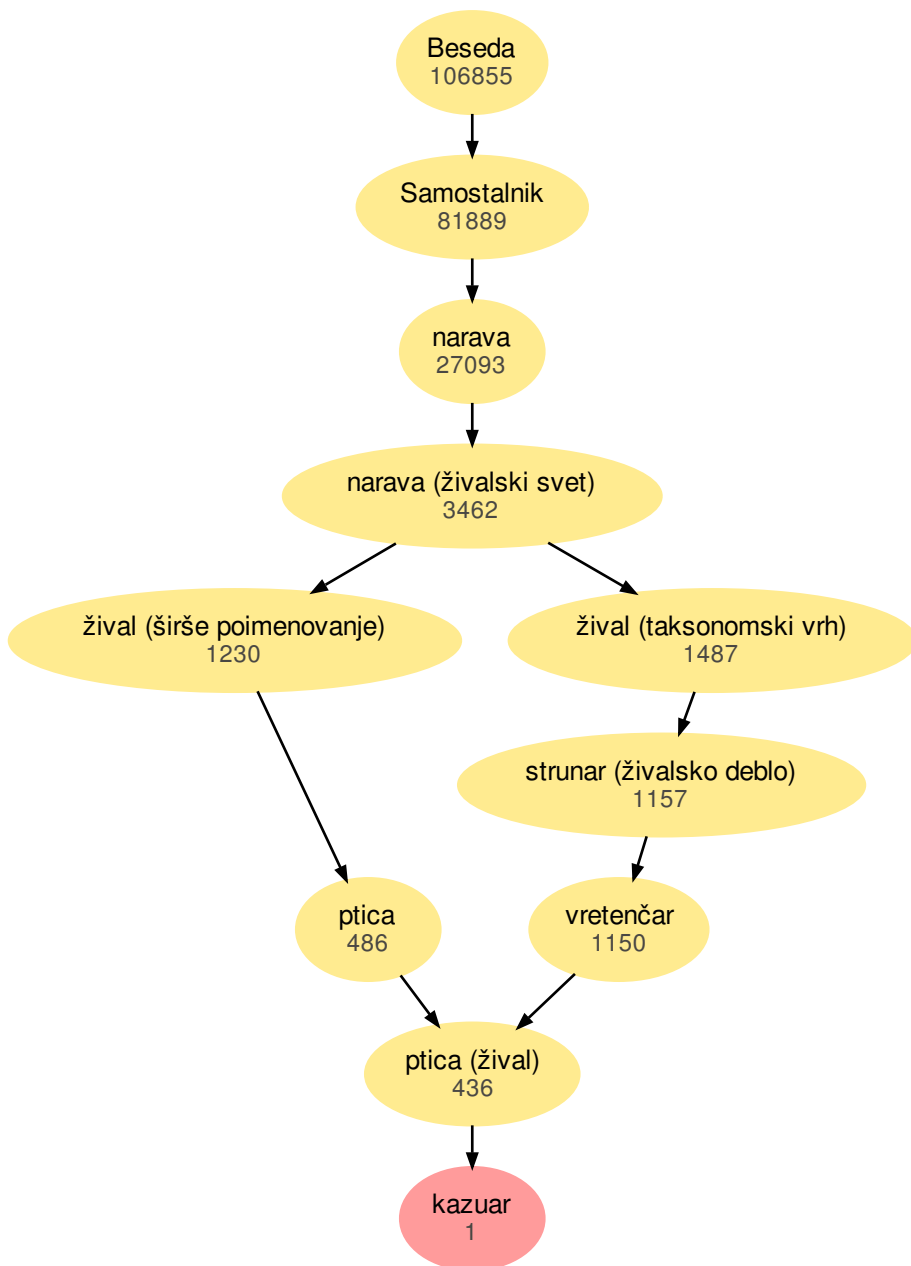 Beseda
106855
Samostalnik
81889
narava
27093
narava (živalski svet)
3462
žival (širše poimenovanje)
1230
žival (taksonomski vrh)
1487
strunar (živalsko deblo)
1157
ptica
486
vretenčar
1150
ptica (žival)
436
kazuar
1